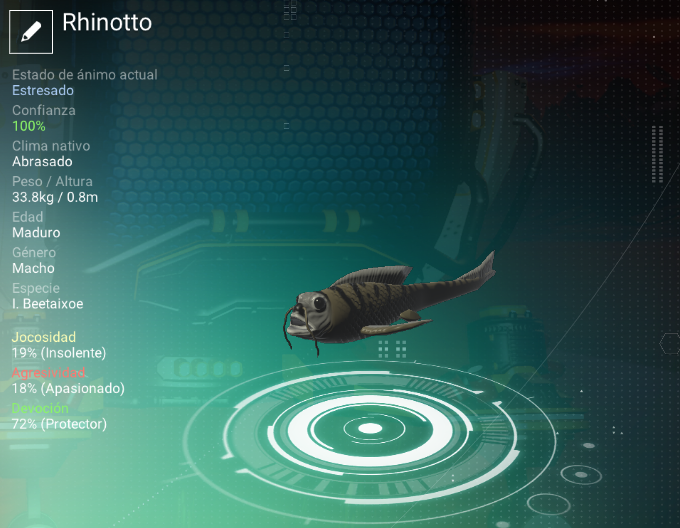 Rhinotto
Estado de ánimo actual
Estresado
Confianza
100%
Clima nativo
Abrasado
Peso / Altura
33.8kg / 0.8m
Edad
Maduro
Género
Macho
Especie
I. Beetaixoe
Jocosidad
19% (Insolente)
Agresividad
18% (Apasionado)
Devoción
72% (Protector)